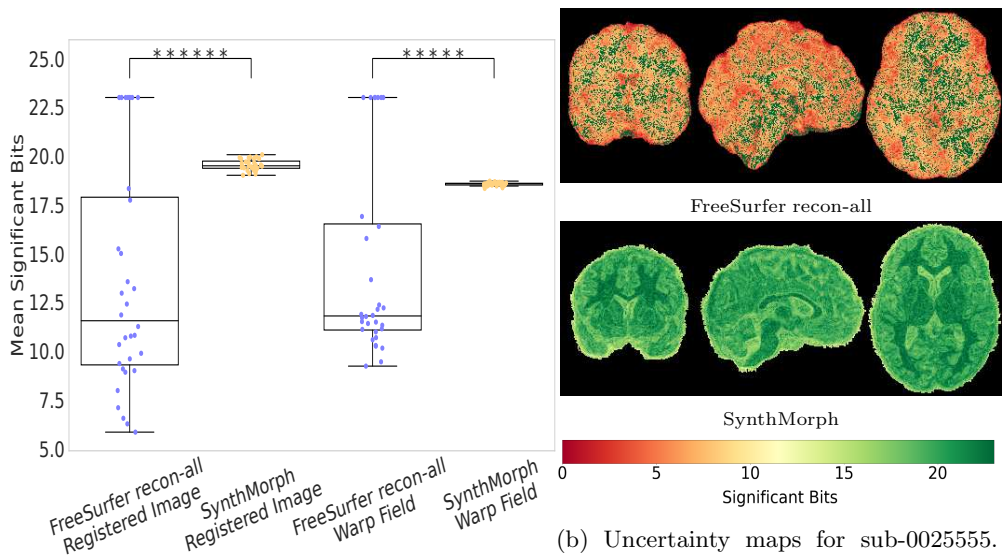 Mean Significant Bits
25.0
22.5
20.0
17.5
15.0
12.5
10.0
7.5
5.0
******
*****
FreeSurfer recon-all
Registered Image
SynthMorph
Registered Image
FreeSurfer recon-all
Warp Field
SynthMorph
Warp Field
FreeSurfer recon-all
SynthMorph
0 5 10 15 20
Significant Bits
(b) Uncertainty maps for sub-0025555.